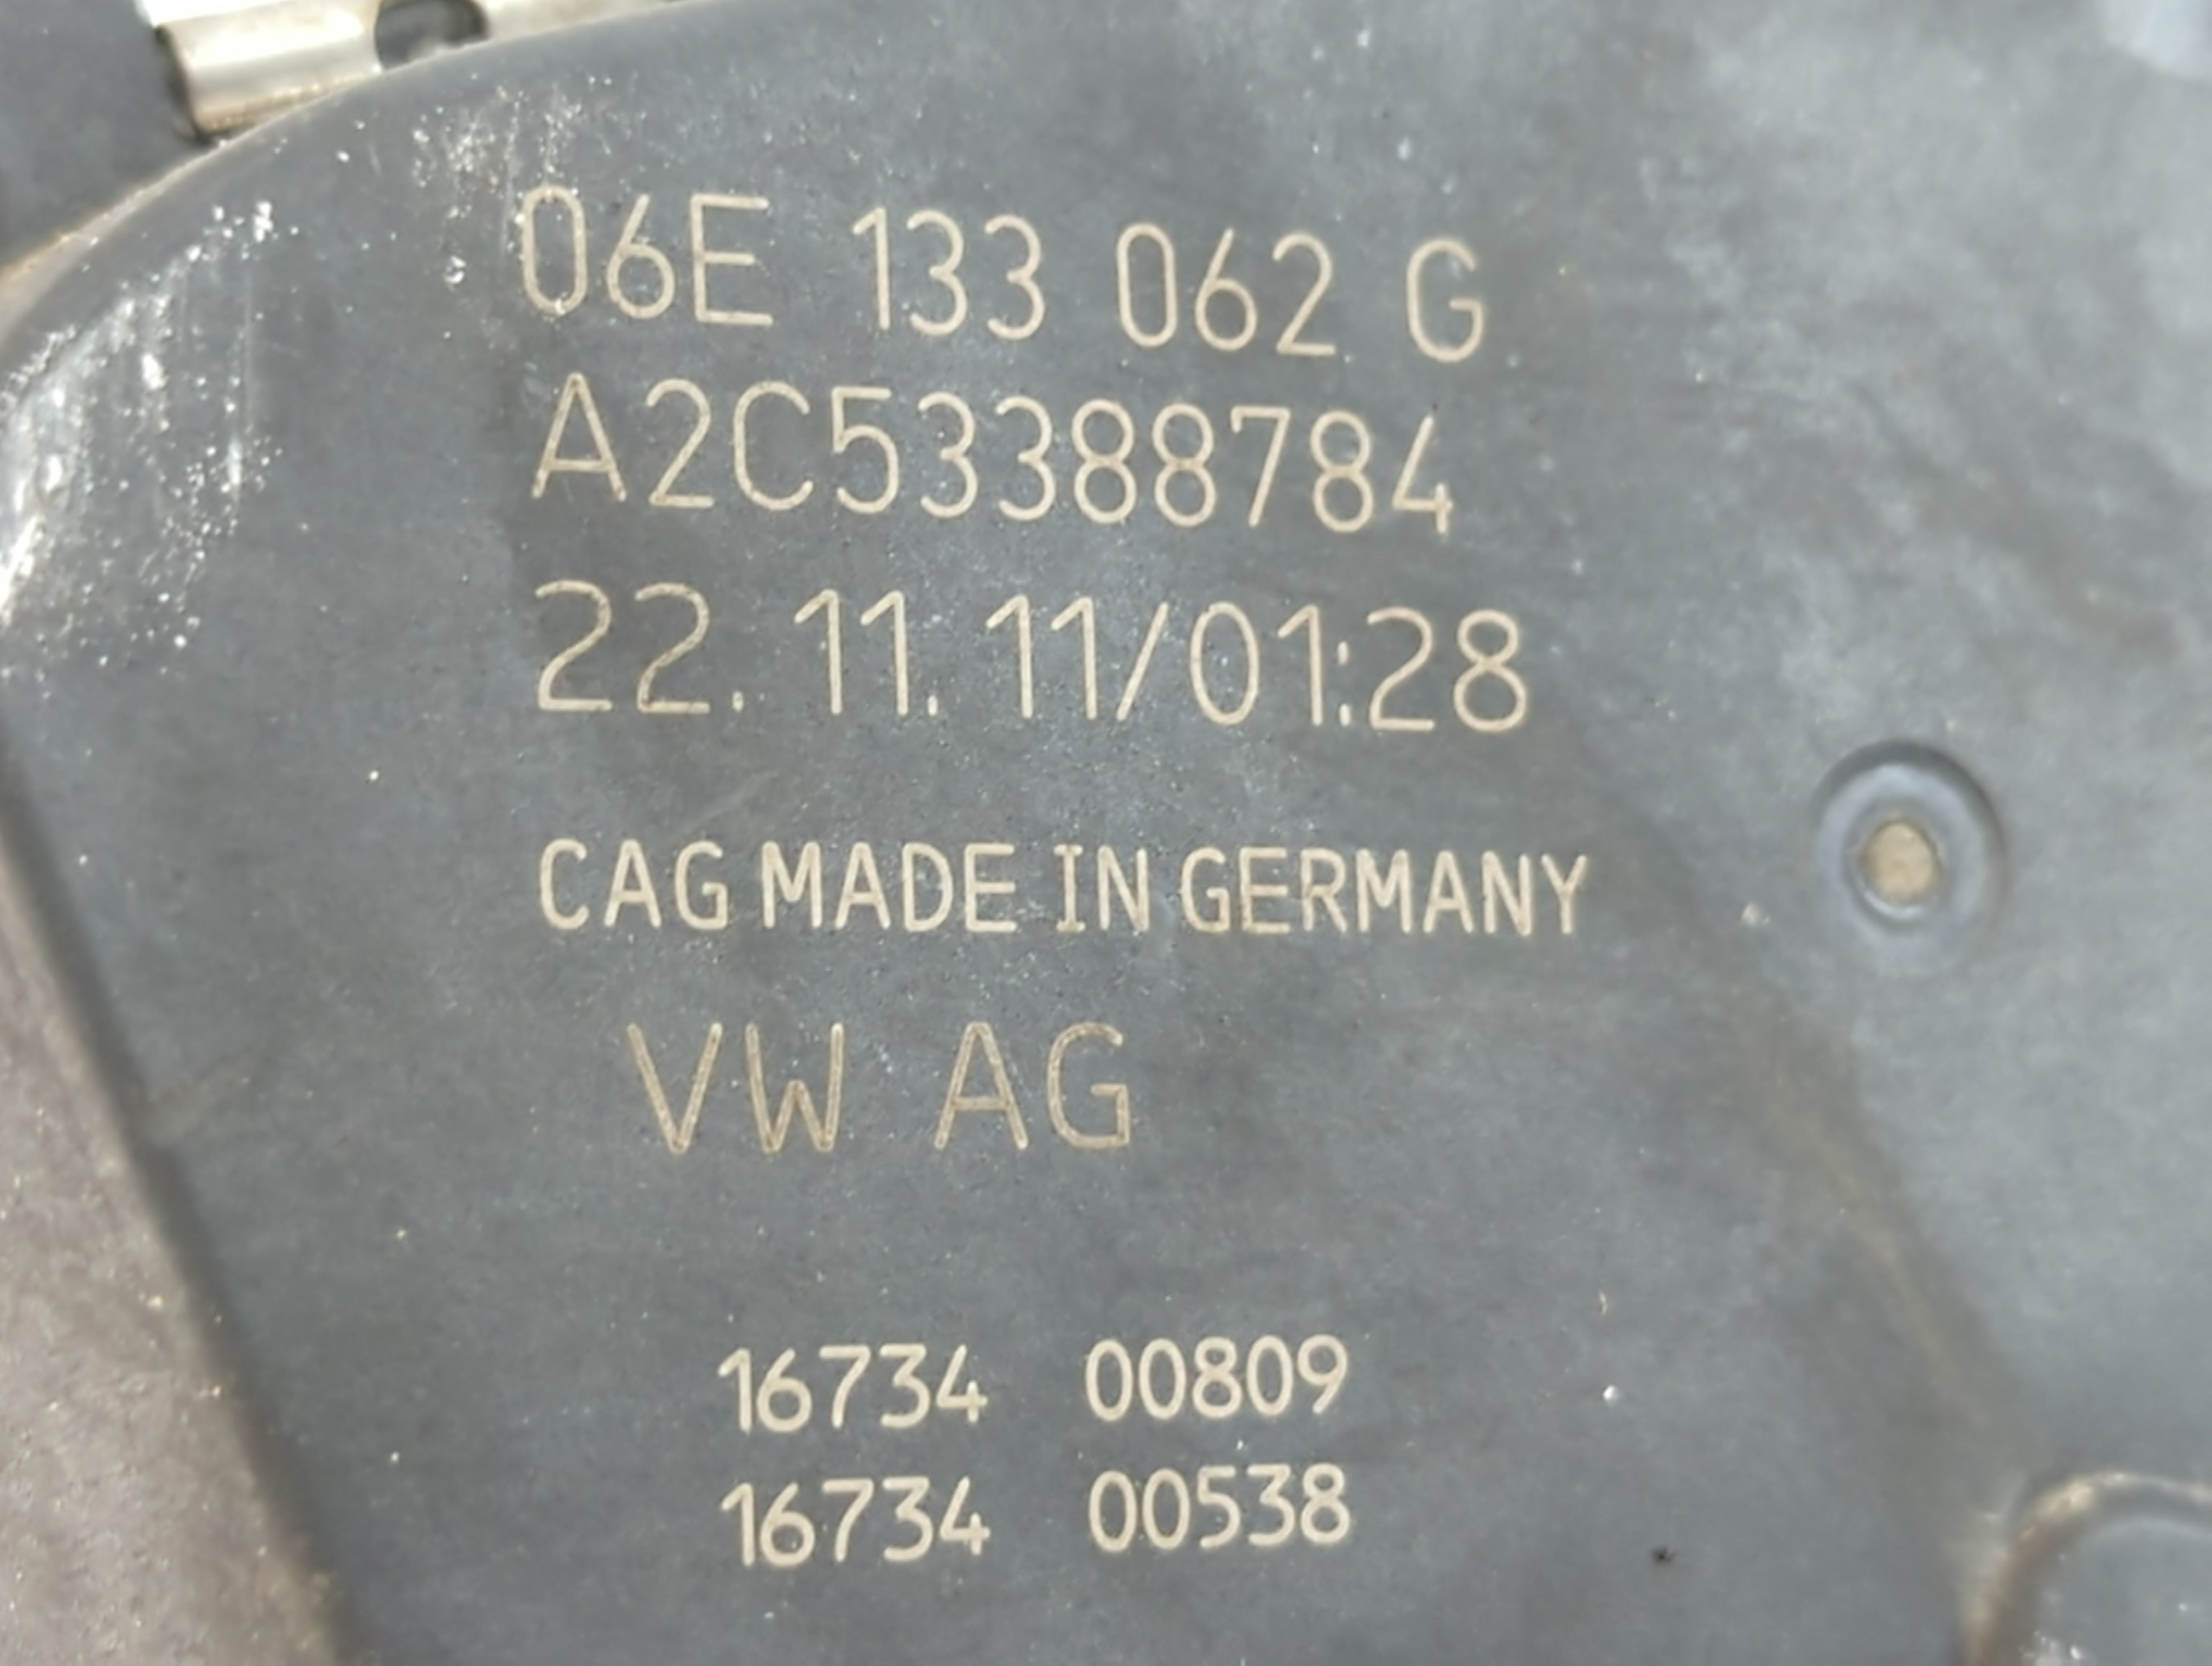 06E 133 062 G
A2C53388784
22.11.11/01:28
CAG MADE IN GERMANY
VW AG
16734 00809
16734 00538